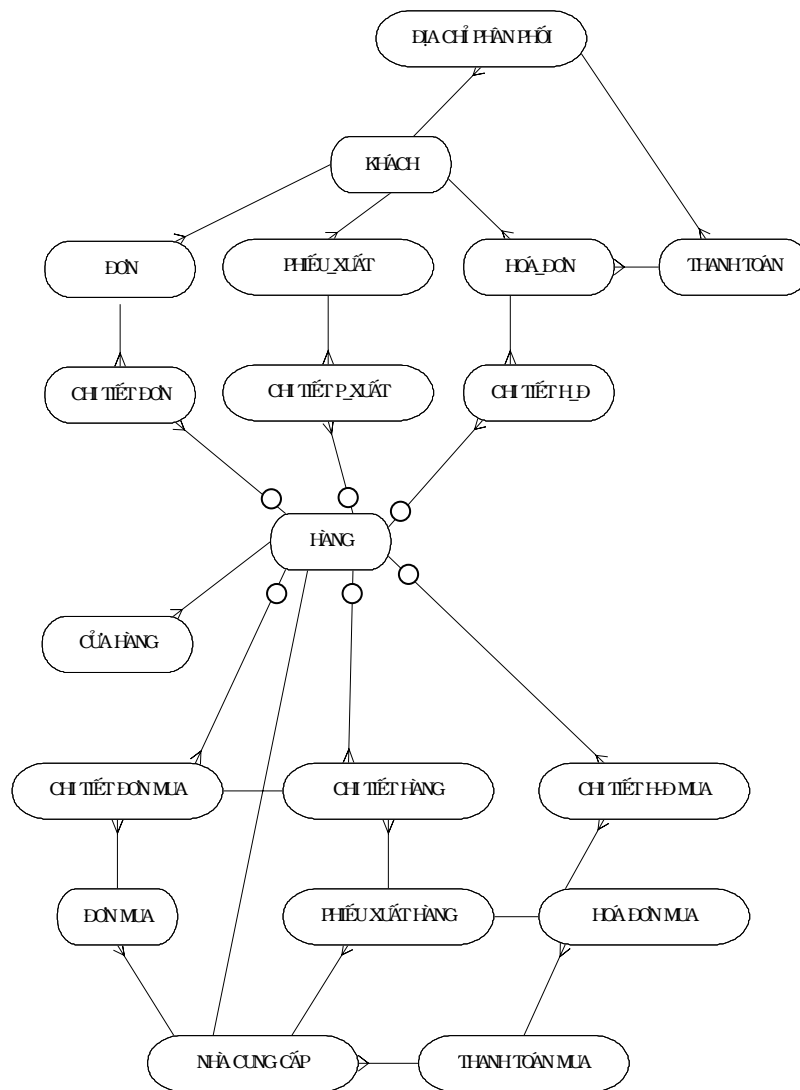 ĐỊA CHỈ PHÂN PHỐI
KHÁCH
ĐƠN
PHIẾU_XUẤT
HOÁ_ĐƠN
THANH TOÁN
CHI TIẾT ĐƠN
CHI TIẾT P_XUẤT
CHI TIẾT H_Đ
HÀNG
CỬA HÀNG
CHI TIẾT ĐƠN MUA
CHI TIẾT HÀNG
CHI TIẾT H-Đ MUA
ĐƠN MUA
PHIẾU XUẤT HÀNG
HOÁ ĐƠN MUA
NHÀ CUNG CẤP
THANH TOÁN MUA